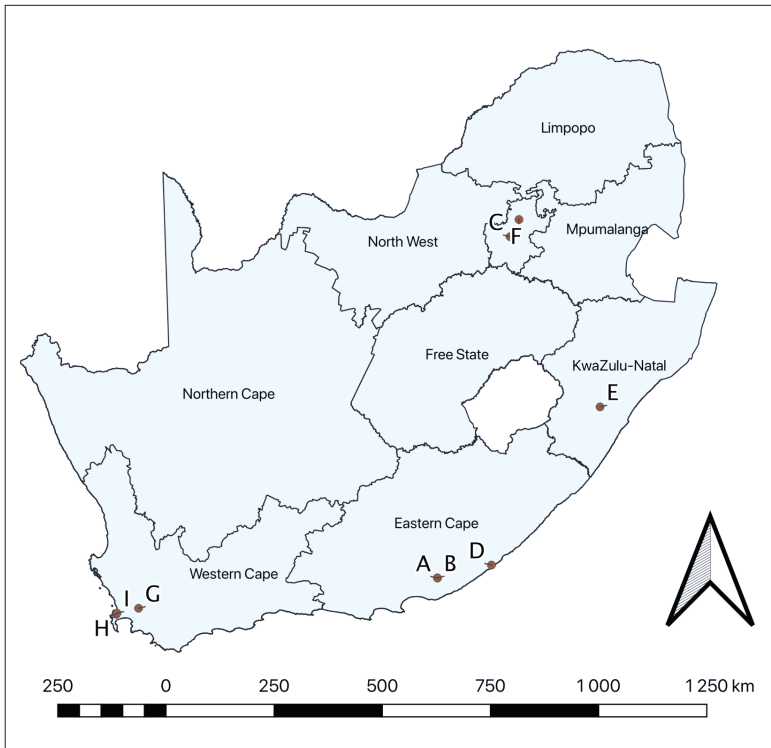 Limpopo
C
F
North West
Mpumalanga
Free State
KwaZulu-Natal
Northern Cape
E
Eastern Cape
A
B
D
Western Cape
I
G
H
250 0 250 500 750 1 000 1 250 km